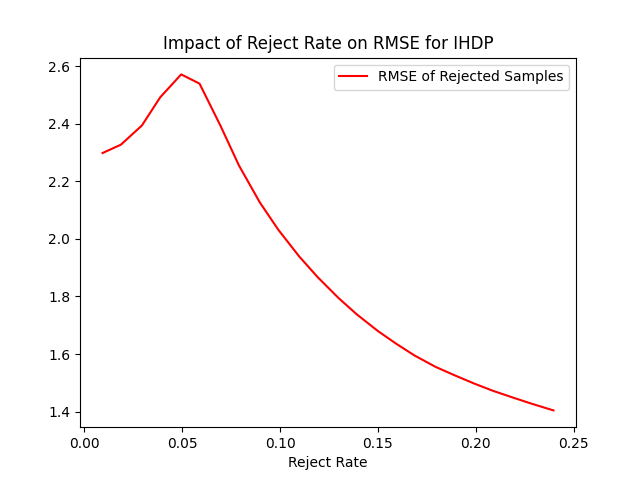 Impact of Reject Rate on RMSE for IHDP
RMSE of Rejected Samples
2.6
2.4
2.2
2.0
1.8
1.6
1.4
0.00 0.05 0.10 0.15 0.20 0.25
Reject Rate